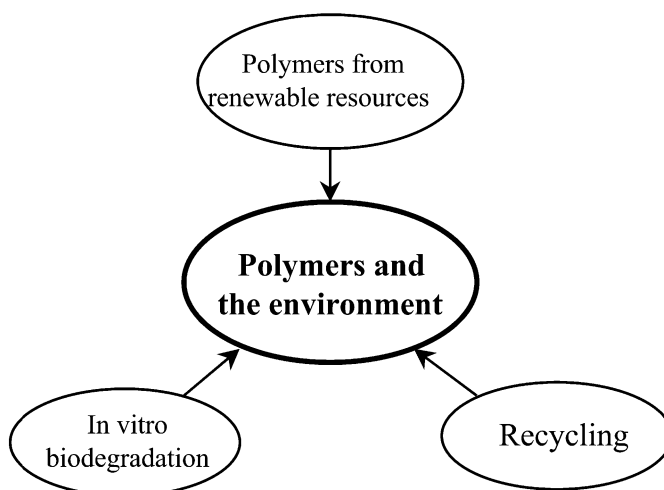 Polymers from
renewable resources
Polymers and
the environment
In vitro
biodegradation
Recycling